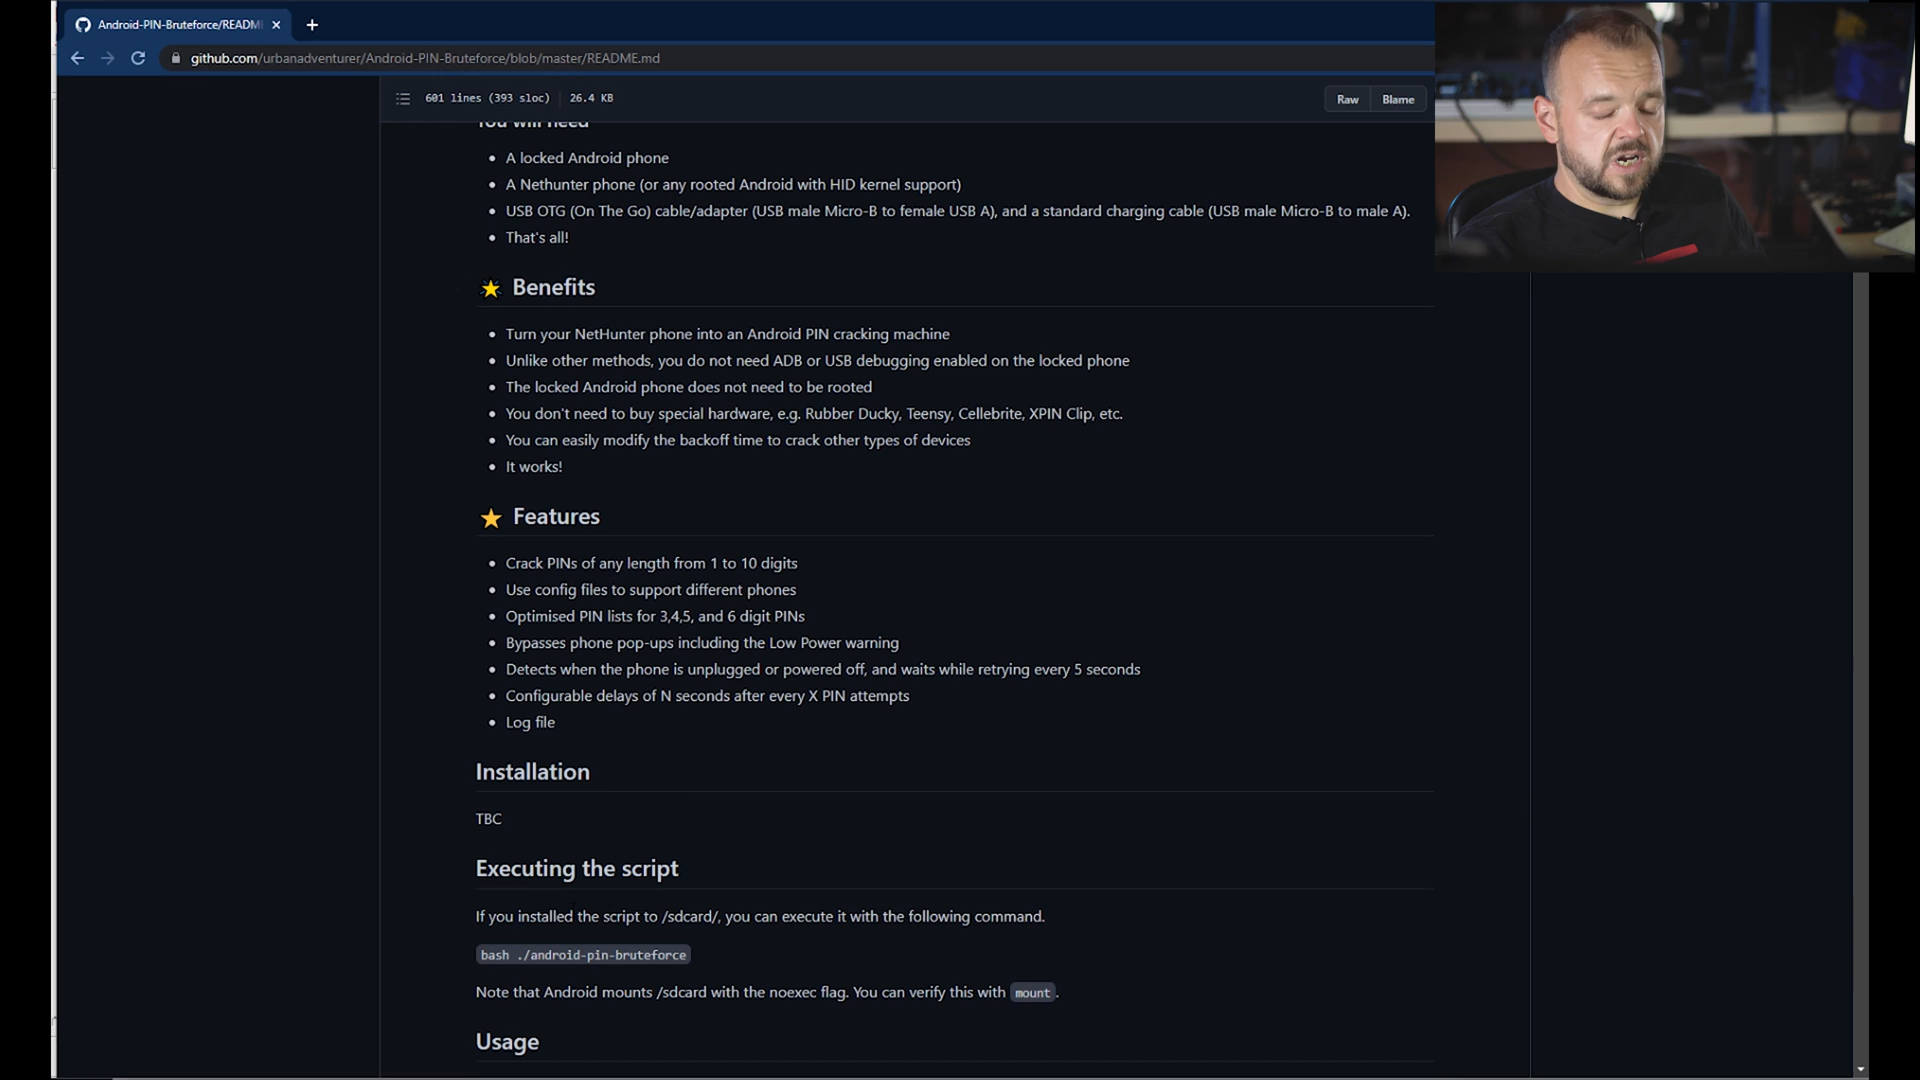 Android-PIN-Bruteforce/READM
github.com/urbanadventurer/Android-PIN-Bruteforce/blob/master/README.md
601 lines (393 sloc) 26.4 KB
Raw Blame
You will need
A locked Android phone
A Nethunter phone (or any rooted Android with HID kernel support)
USB OTG (On The Go) cable/adapter (USB male Micro-B to female USB A), and a standard charging cable (USB male Micro-B to male A).
That's all!
Benefits
Turn your NetHunter phone into an Android PIN cracking machine
Unlike other methods, you do not need ADB or USB debugging enabled on the locked phone
The locked Android phone does not need to be rooted
You don't need to buy special hardware, e.g. Rubber Ducky, Teensy, Cellebrite, XPIN Clip, etc.
You can easily modify the backoff time to crack other types of devices
It works!
Features
Crack PINs of any length from 1 to 10 digits
Use config files to support different phones
Optimised PIN lists for 3,4,5, and 6 digit PINs
Bypasses phone pop-ups including the Low Power warning
Detects when the phone is unplugged or powered off, and waits while retrying every 5 seconds
Configurable delays of N seconds after every X PIN attempts
Log file
Installation
TBC
Executing the script
If you installed the script to /sdcard/, you can execute it with the following command.
bash ./android-pin-bruteforce
Note that Android mounts /sdcard with the noexec flag. You can verify this with mount.
Usage